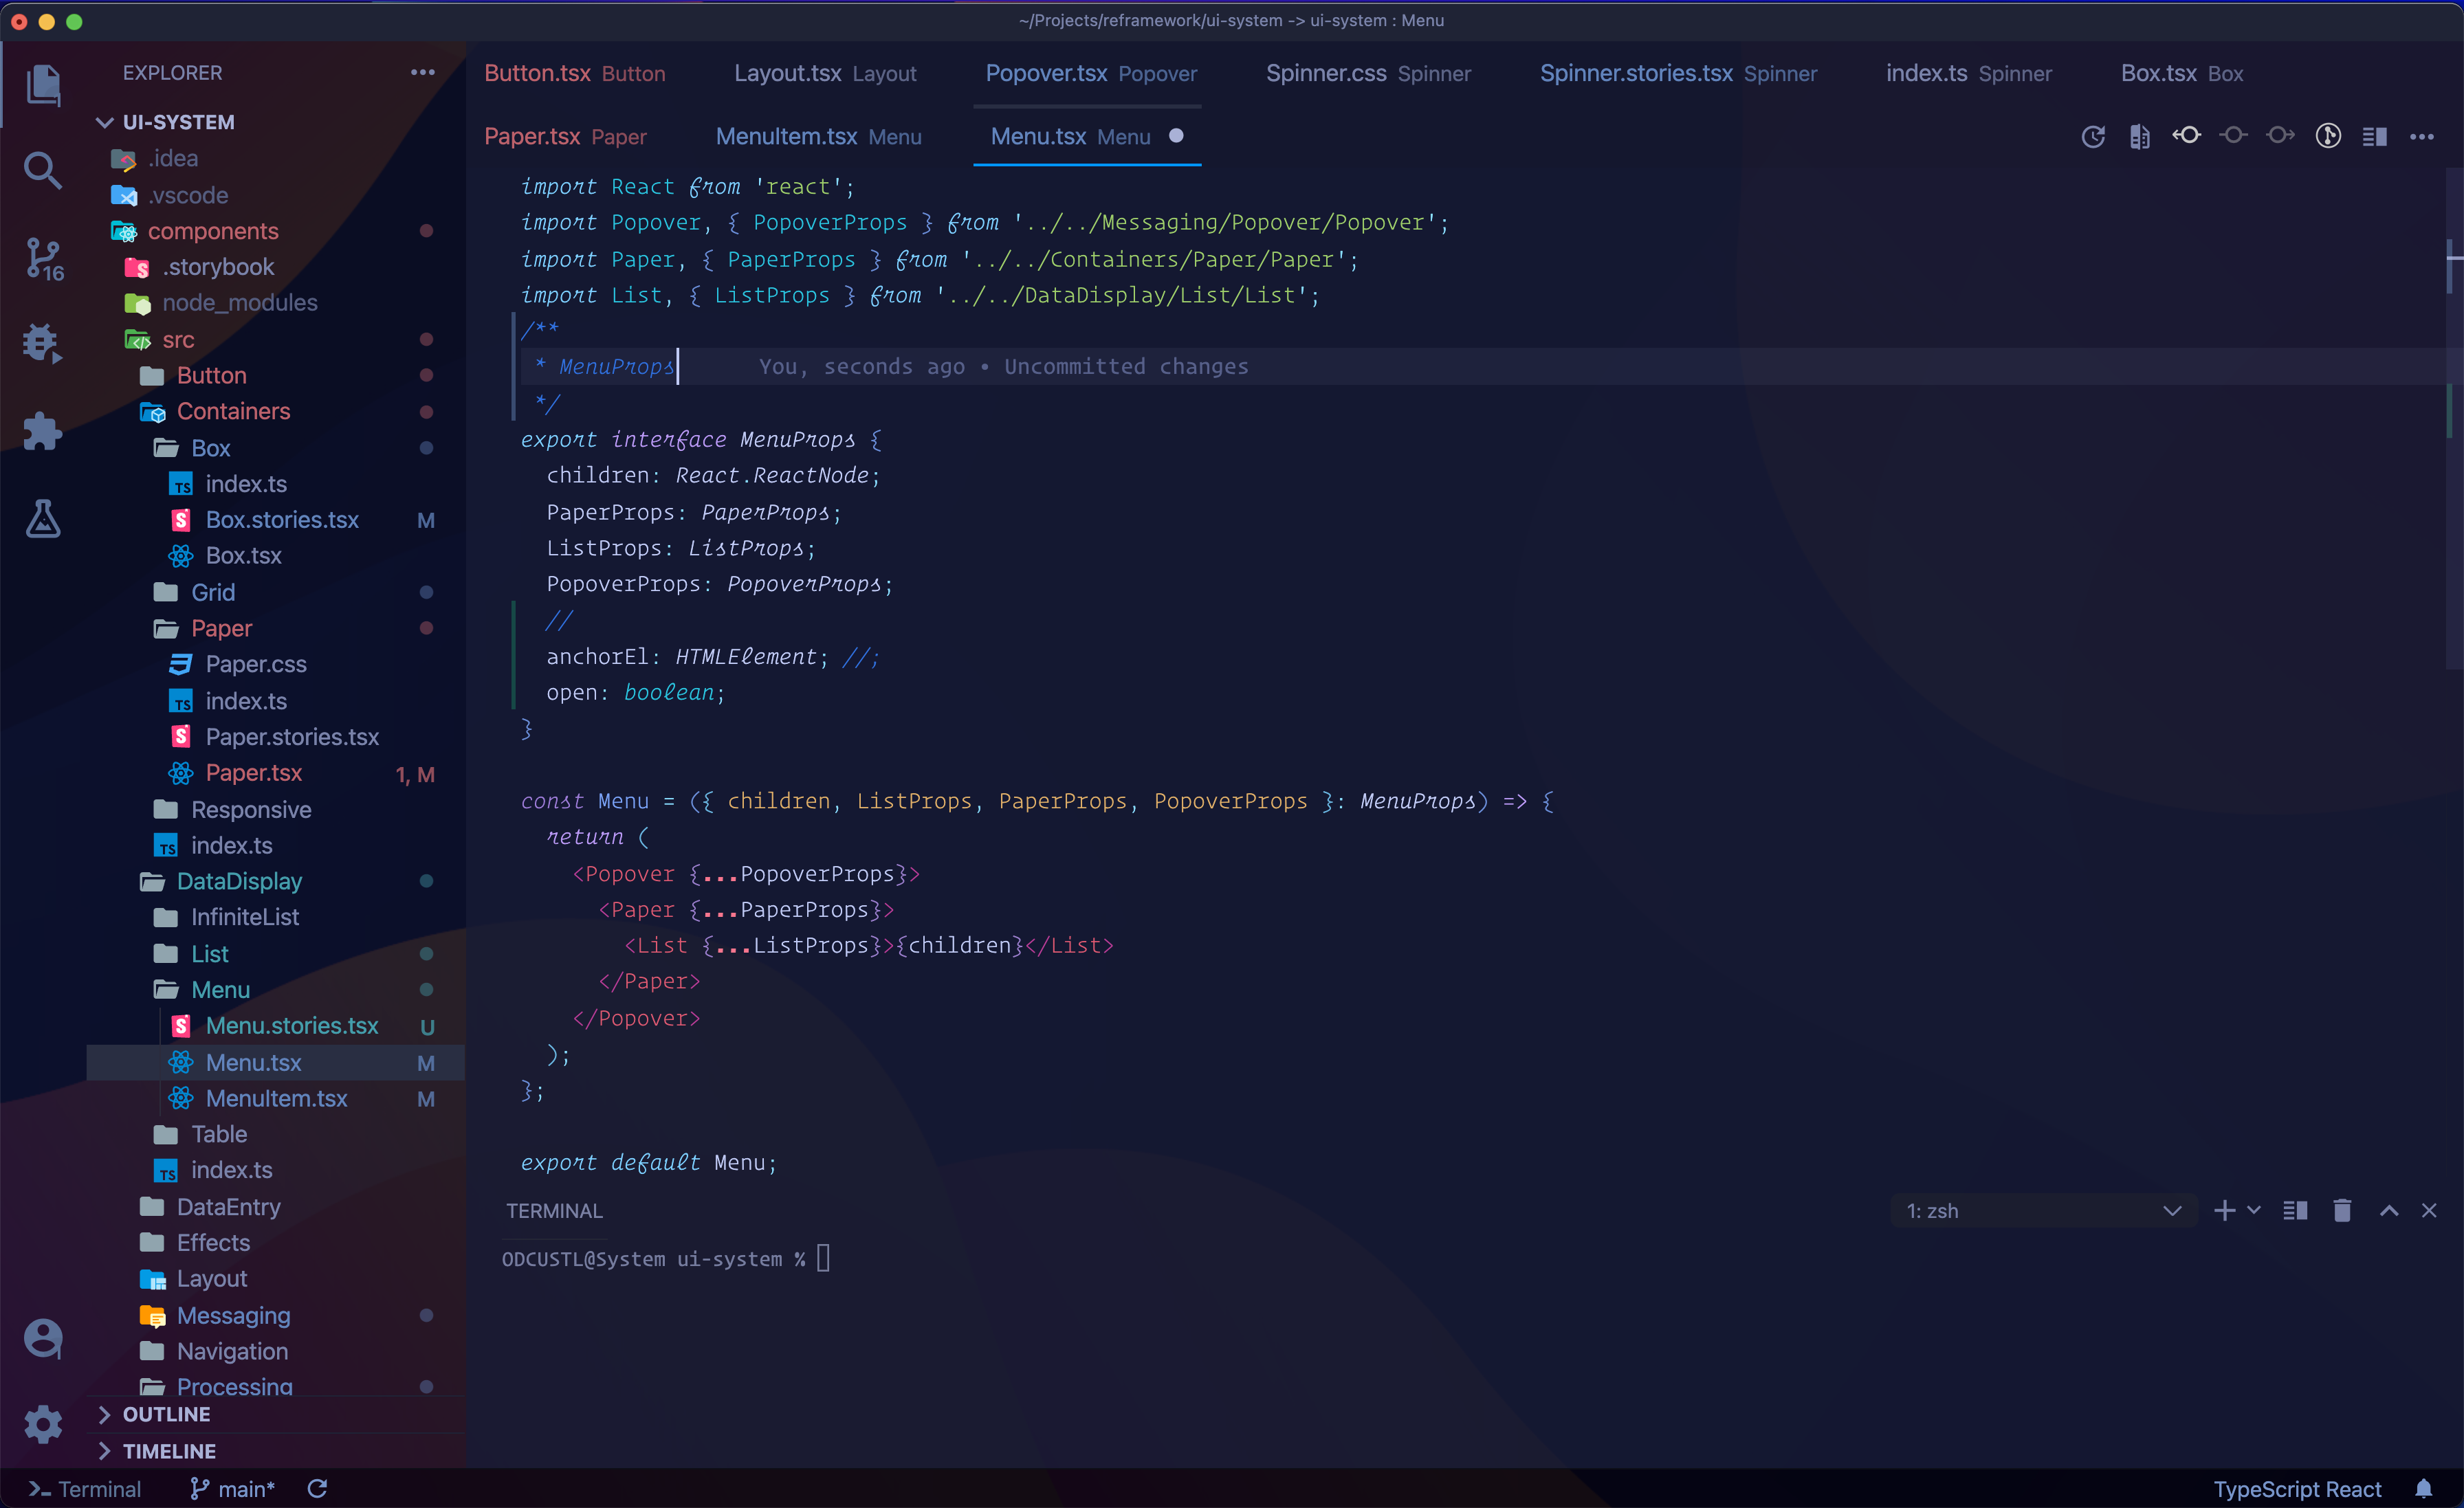 ~/Projects/reframework/ui-system -> ui-system : Menu
EXPLORER
UI-SYSTEM
.idea
.vscode
components
.storybook
node_modules
src
Button
Containers
Box
index.ts
Box.stories.tsx M
Box.tsx
Grid
Paper
Paper.css
index.ts
Paper.stories.tsx
Paper.tsx 1, M
Responsive
index.ts
DataDisplay
InfiniteList
List
Menu
Menu.stories.tsx U
Menu.tsx M
MenuItem.tsx M
Table
index.ts
DataEntry
Effects
Layout
Messaging
Navigation
Processing
OUTLINE
TIMELINE
16
Button.tsx Button Layout.tsx Layout Popover.tsx Popover Spinner.css Spinner Spinner.stories.tsx Spinner index.ts Spinner Box.tsx Box
Paper.tsx Paper MenuItem.tsx Menu Menu.tsx Menu
import React from 'react';
import Popover, { PopoverProps } from '../../Messaging/Popover/Popover';
import Paper, { PaperProps } from '../../Containers/Paper/Paper';
import List, { ListProps } from '../../DataDisplay/List/List';
/**
 * MenuProps You, seconds ago • Uncommitted changes
 */
export interface MenuProps {
  children: React.ReactNode;
  PaperProps: PaperProps;
  ListProps: ListProps;
  PopoverProps: PopoverProps;
  //
  anchorEl: HTMLElement; //;
  open: boolean;
}
const Menu = ({ children, ListProps, PaperProps, PopoverProps }: MenuProps) => {
  return (
    <Popover {...PopoverProps}>
      <Paper {...PaperProps}>
        <List {...ListProps}>{children}</List>
      </Paper>
    </Popover>
  );
};
export default Menu;
TERMINAL 1: zsh
ODCUSTL@System ui-system %
Terminal main* TypeScript React